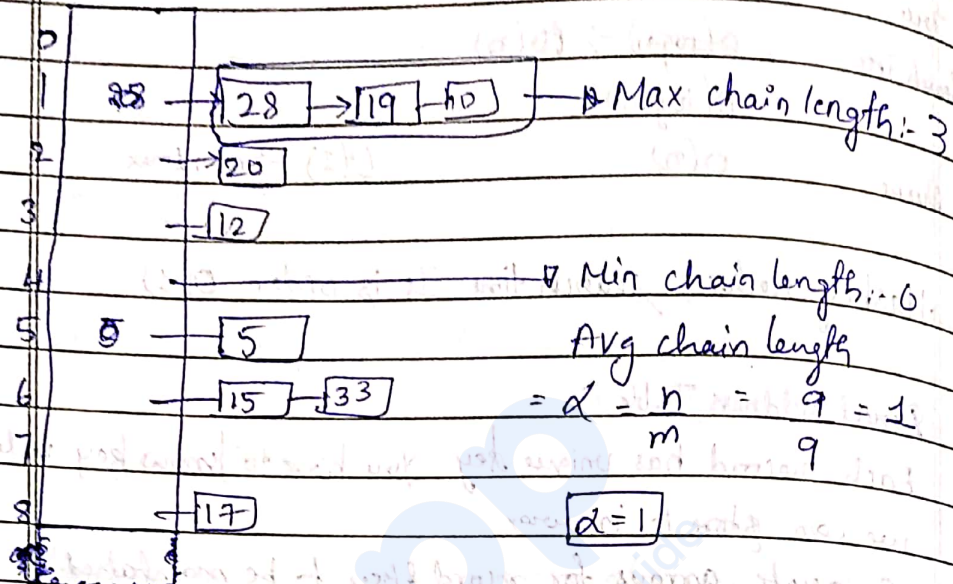 0
1 28 28 19 10 Max chain length:- 3
2 20
3 12
4 Min chain length:- 0
5 5 5 Avg chain length
6 15 33 = α = n/m = 9/9 = 1.
7
8 17 α = 1